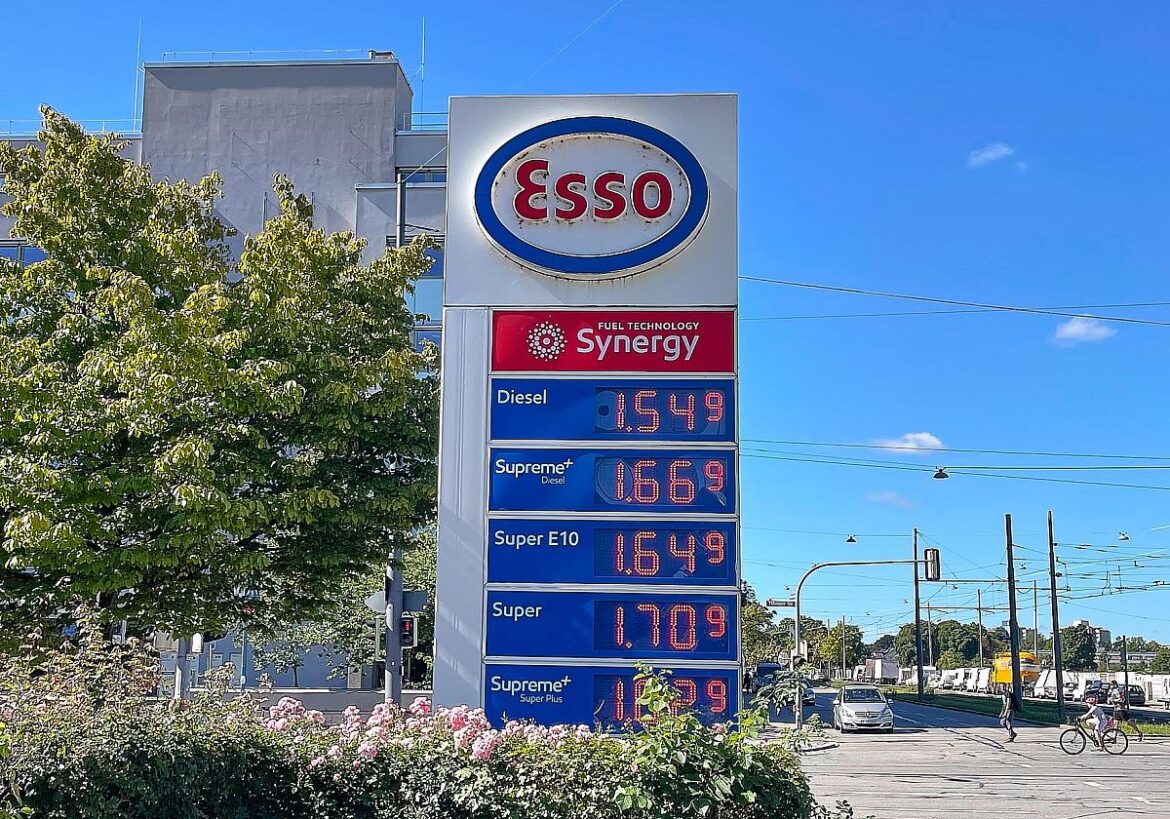 Esso
FUEL TECHNOLOGY
Synergy
Diesel 1.549
Supreme+ 1.669
Diesel
Super E10 1.649
Super 1.709
Supreme+
Super Plus